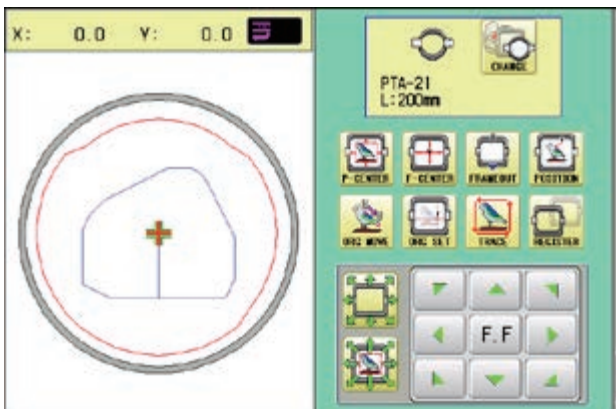 X: 0.0 Y: 0.0
CHANGE
PTA-21
L:200mm
P-CENTER F-CENTER FRAMEOUT POSITION
ORG MOVE ORG SET TRACE REGISTER
F.F